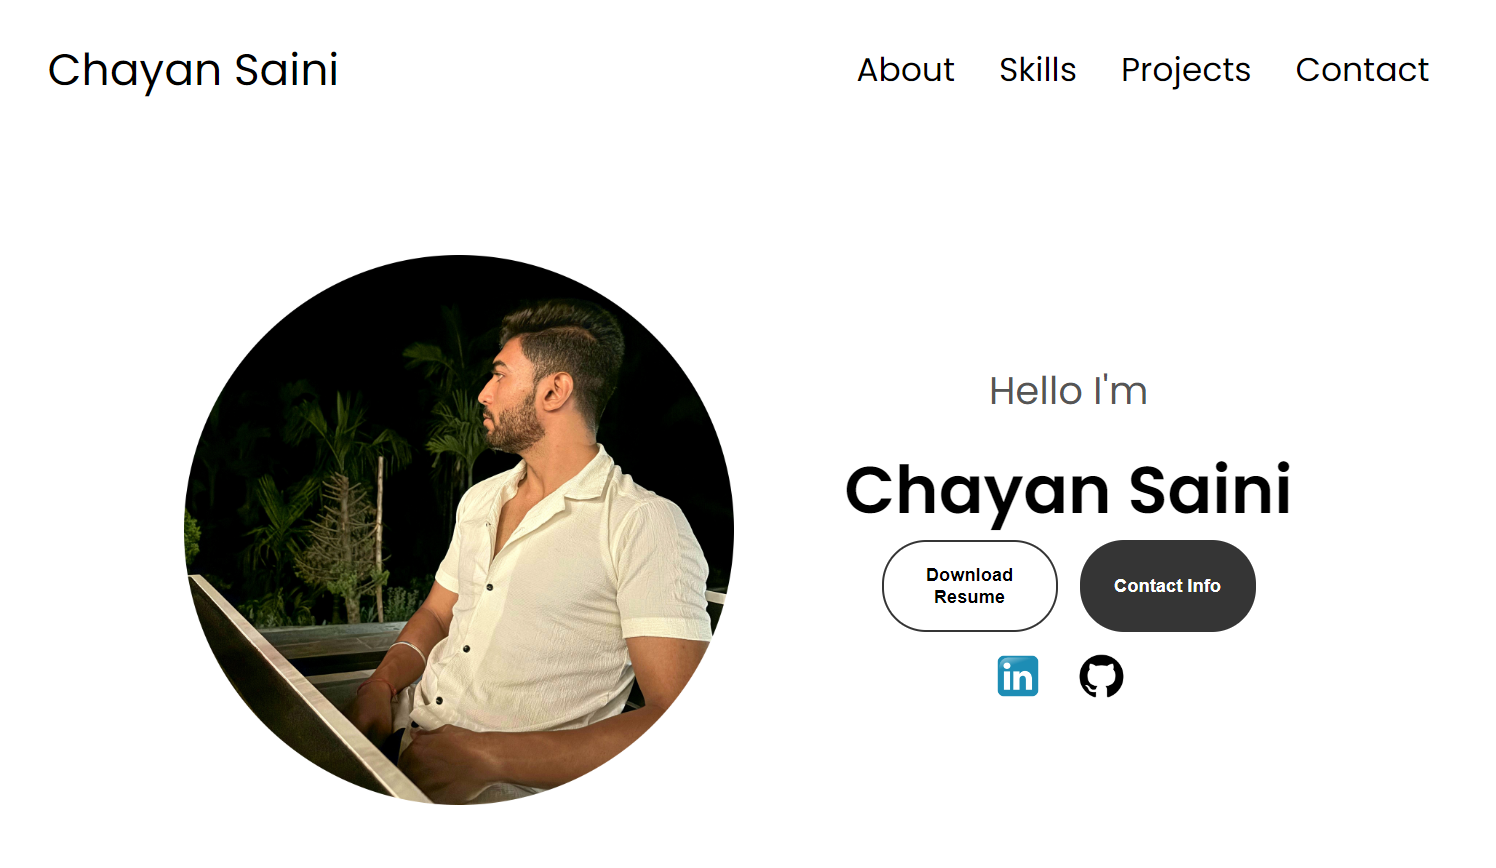 Chayan Saini
About Skills Projects Contact
Hello I'm
Chayan Saini
Download
Resume
Contact Info
in